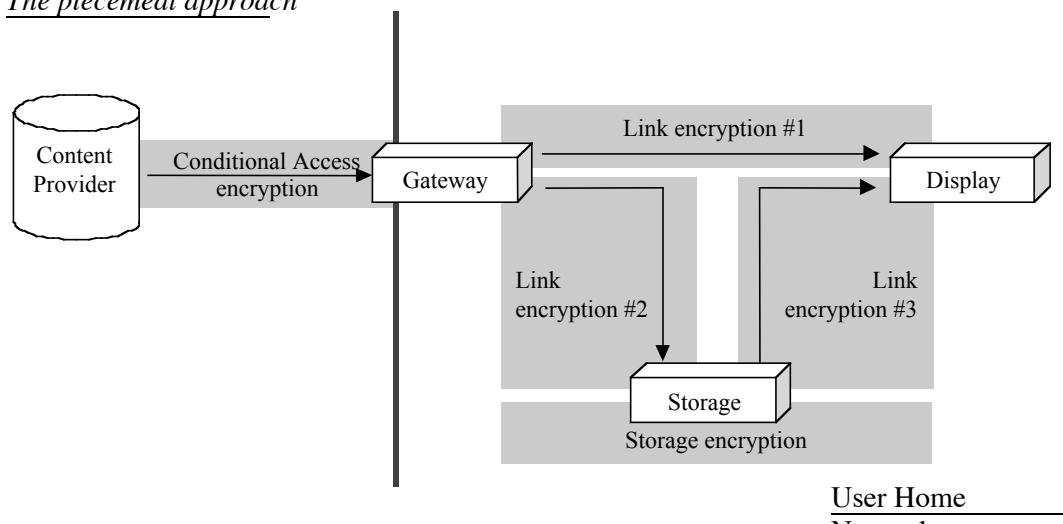 The piecemeal approach
Link encryption #1
Content
Provider
Conditional Access
encryption
Gateway
Display
Link
encryption #2
Link
encryption #3
Storage
Storage encryption
User Home